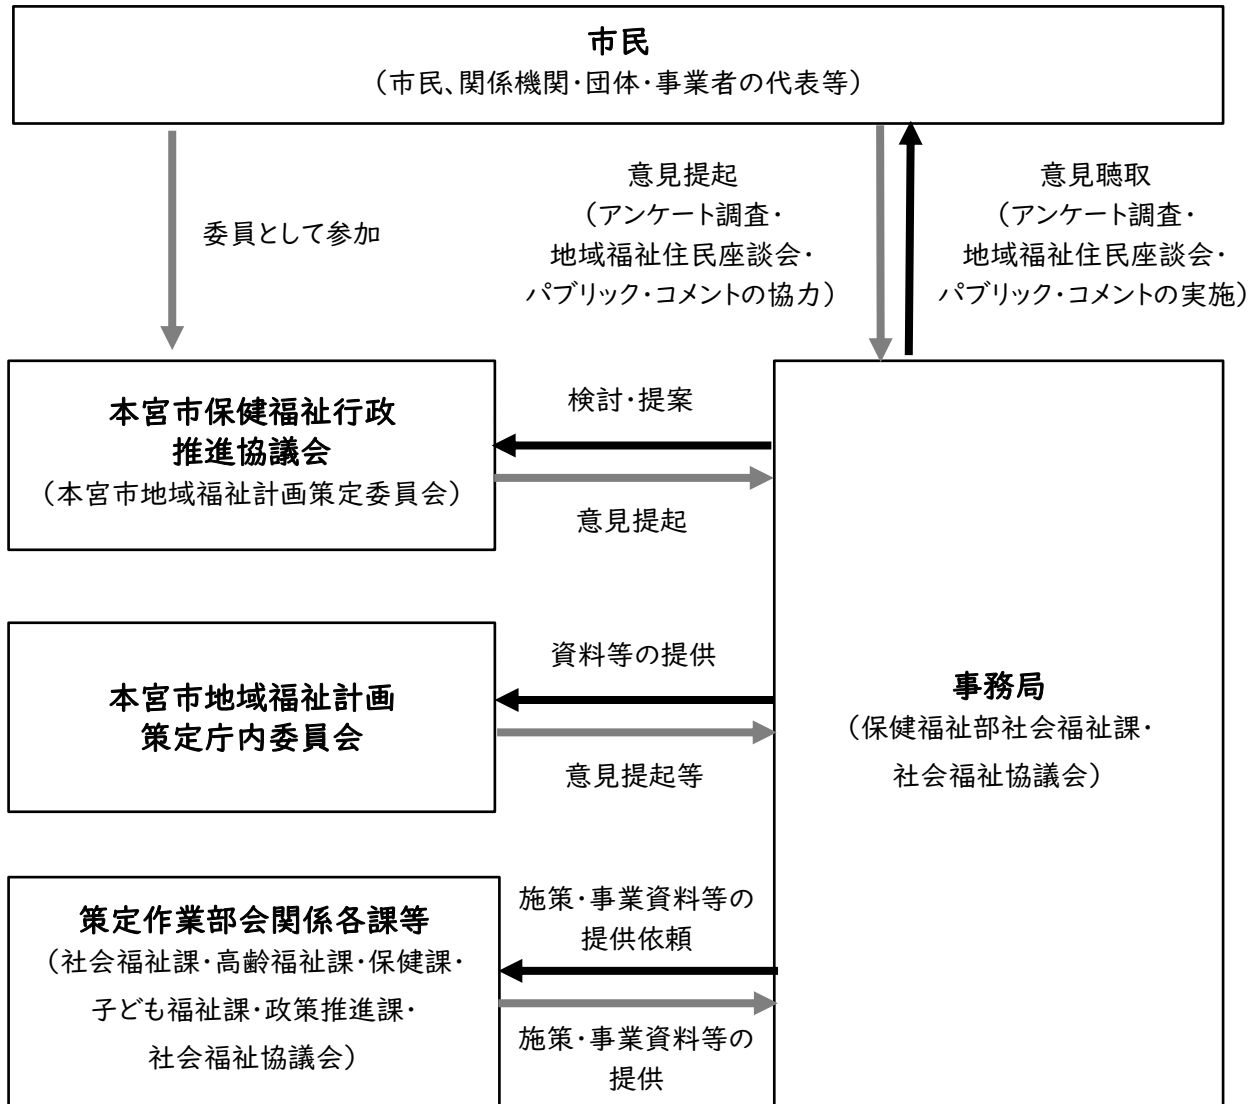 市民
（市民、関係機関・団体・事業者の代表等）
委員として参加
意見提起
（アンケート調査・
地域福祉住民座談会・
パブリック・コメントの協力）
意見聴取
（アンケート調査・
地域福祉住民座談会・
パブリック・コメントの実施）
本宮市保健福祉行政
推進協議会
（本宮市地域福祉計画策定委員会）
検討・提案
意見提起
本宮市地域福祉計画
策定庁内委員会
資料等の提供
意見提起等
事務局
（保健福祉部社会福祉課・
社会福祉協議会）
策定作業部会関係各課等
（社会福祉課・高齢福祉課・保健課・
子ども福祉課・政策推進課・
社会福祉協議会）
施策・事業資料等の
提供依頼
施策・事業資料等の
提供